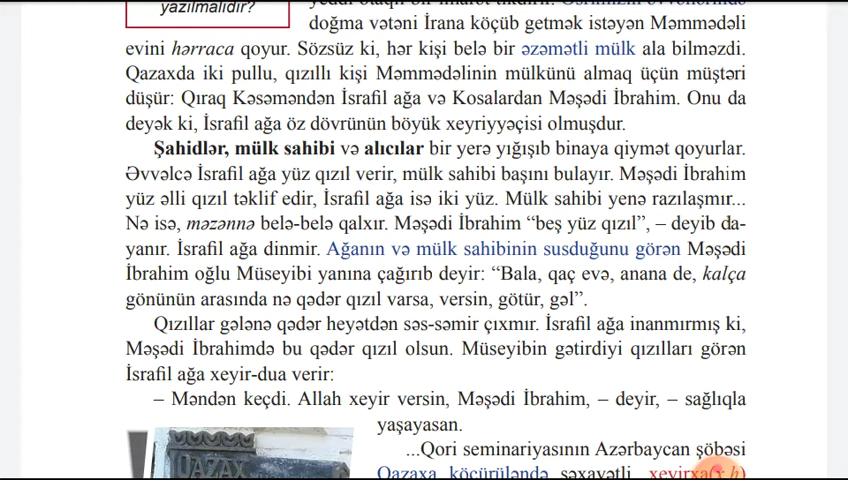 yazılmalıdır?
doğma vətəni İrana köçüb getmək istəyən Məmmədəli
evini hərraca qoyur. Sözsüz ki, hər kişi belə bir əzəmətli mülk ala bilməzdi.
Qazaxda iki pullu, qızıllı kişi Məmmədəlinin mülkünü almaq üçün müştəri
düşür: Qıraq Kəsəməndən İsrafil ağa və Kosalardan Məşədi İbrahim. Onu da
deyək ki, İsrafil ağa öz dövrünün böyük xeyriyyəçisi olmuşdur.
Şahidlər, mülk sahibi və alıcılar bir yerə yığışıb binaya qiymət qoyurlar.
Əvvəlcə İsrafil ağa yüz qızıl verir, mülk sahibi başını bulayır. Məşədi İbrahim
yüz əlli qızıl təklif edir, İsrafil ağa isə iki yüz. Mülk sahibi yenə razılaşmır...
Nə isə, məzənnə belə-belə qalxır. Məşədi İbrahim “beş yüz qızıl”, – deyib da-
yanır. İsrafil ağa dinmir. Ağanın və mülk sahibinin susduğunu görən Məşədi
İbrahim oğlu Müseyibi yanına çağırıb deyir: “Bala, qaç evə, anana de, kalça
gönünün arasında nə qədər qızıl varsa, versin, götür, gəl”.
Qızıllar gələnə qədər heyətdən səs-səmir çıxmır. İsrafil ağa inanmırmış ki,
Məşədi İbrahimdə bu qədər qızıl olsun. Müseyibin gətirdiyi qızılları görən
İsrafil ağa xeyir-dua verir:
– Məndən keçdi. Allah xeyir versin, Məşədi İbrahim, – deyir, – sağlıqla
yaşayasan.
...Qori seminariyasının Azərbaycan şöbəsi
QAZAX
Qazaxa köçürüləndə səxavətli, xeyirxa(y,h)